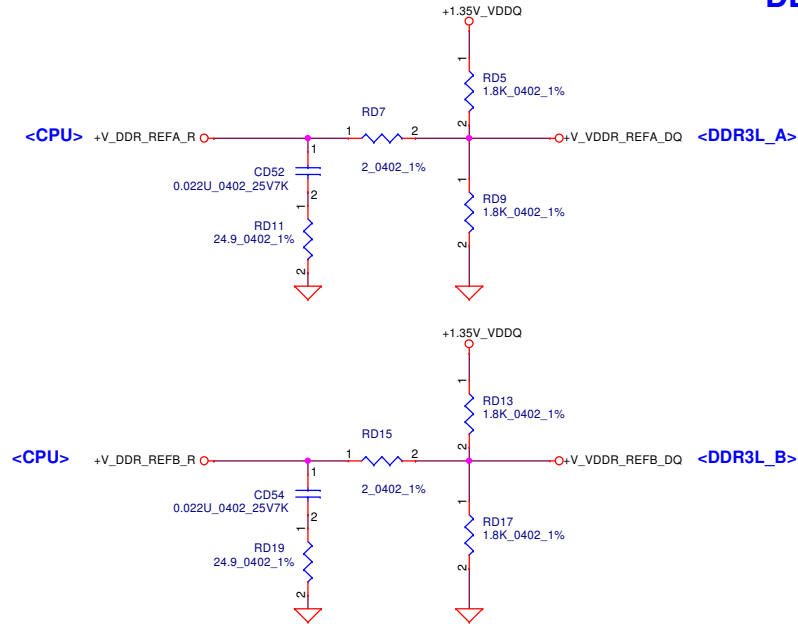 +1.35V_VDDQ
1
RD5
1.8K_0402_1%
2
RD7
<CPU> +V_DDR_REFA_R 1 2 +V_VDDR_REFA_DQ <DDR3L_A>
1
CD52
0.022U_0402_25V7K
2
2_0402_1%
1
RD9
1.8K_0402_1%
2
1
RD11
24.9_0402_1%
2
+1.35V_VDDQ
1
RD13
1.8K_0402_1%
2
RD15
<CPU> +V_DDR_REFB_R 1 2 +V_VDDR_REFB_DQ <DDR3L_B>
1
CD54
0.022U_0402_25V7K
2
2_0402_1%
1
RD17
1.8K_0402_1%
2
1
RD19
24.9_0402_1%
2